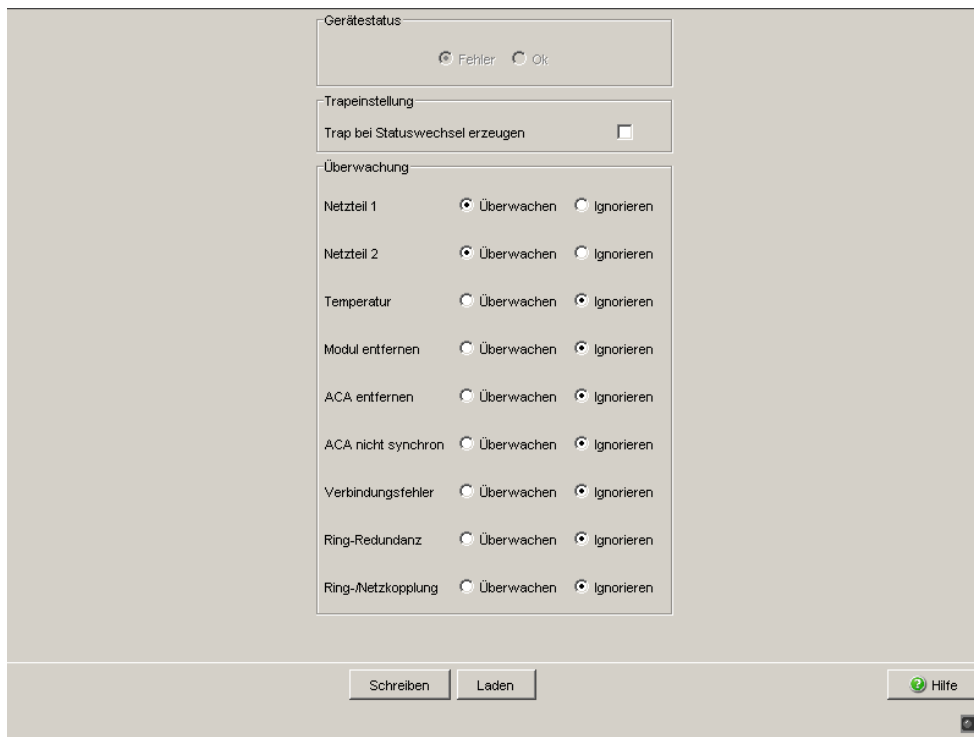 Gerätestatus
Fehler Ok
Trapeinstellung
Trap bei Statuswechsel erzeugen
Überwachung
Netzteil 1 Überwachen Ignorieren
Netzteil 2 Überwachen Ignorieren
Temperatur Überwachen Ignorieren
Modul entfernen Überwachen Ignorieren
ACA entfernen Überwachen Ignorieren
ACA nicht synchron Überwachen Ignorieren
Verbindungsfehler Überwachen Ignorieren
Ring-Redundanz Überwachen Ignorieren
Ring-/Netzkopplung Überwachen Ignorieren
Schreiben Laden Hilfe